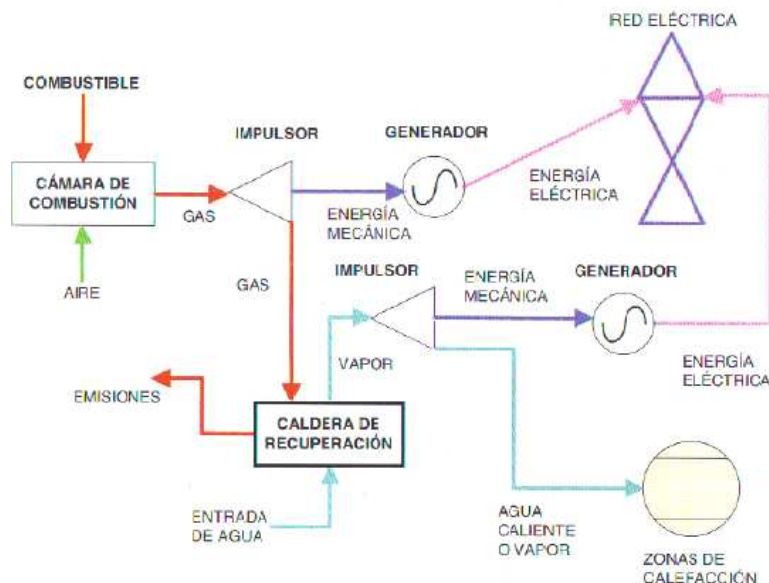 RED ELÉCTRICA
COMBUSTIBLE
IMPULSOR
GENERADOR
CÁMARA DE
COMBUSTIÓN
GAS
ENERGÍA
MECÁNICA
ENERGÍA
ELÉCTRICA
AIRE
GAS
IMPULSOR
ENERGÍA
MECÁNICA
GENERADOR
VAPOR
ENERGÍA
ELÉCTRICA
EMISIONES
CALDERA DE
RECUPERACIÓN
ENTRADA
DE AGUA
AGUA
CALIENTE
O VAPOR
ZONAS DE
CALEFACCIÓN